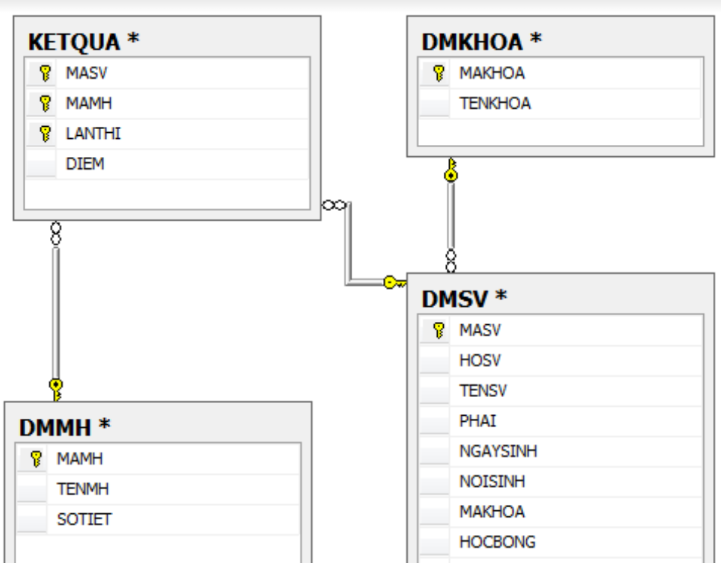 KETQUA *
MASV
MAMH
LANTHI
DIEM
DMKHOA *
MAKHOA
TENKHOA
DMMH *
MAMH
TENMH
SOTIET
DMSV *
MASV
HOSV
TENSV
PHAI
NGAYSINH
NOISINH
MAKHOA
HOCBONG